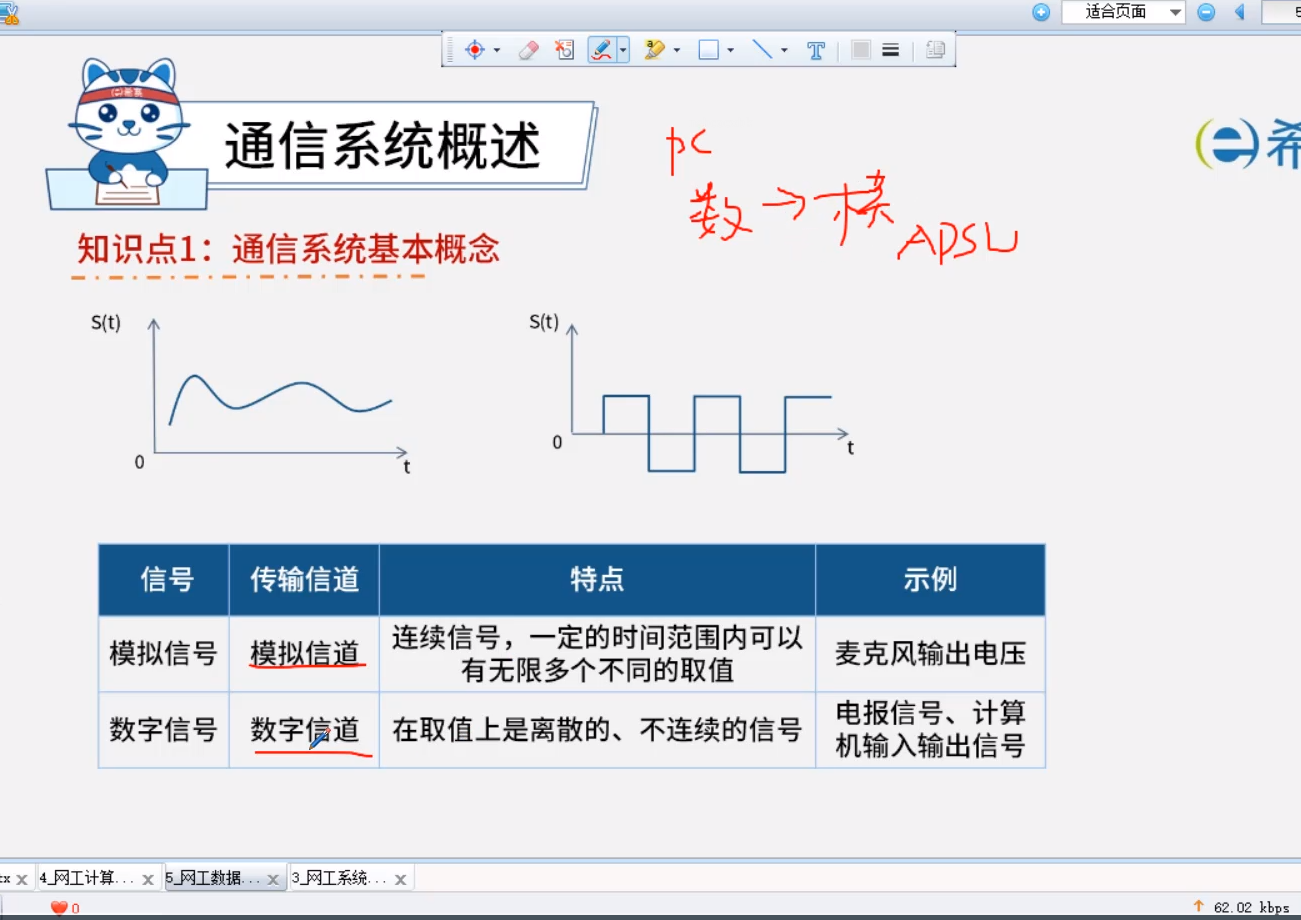 适合页面
5
通信系统概述
pc
数→模
ADSL
希
知识点1：通信系统基本概念
S(t)
0
t
S(t)
0
t
信号 传输信道 特点 示例
模拟信号 模拟信道 连续信号，一定的时间范围内可以有无限多个不同的取值 麦克风输出电压
数字信号 数字信道 在取值上是离散的、不连续的信号 电报信号、计算机输入输出信号
tx 4_网工计算... 5_网工数据... 3_网工系统...
0 62.02 kbps